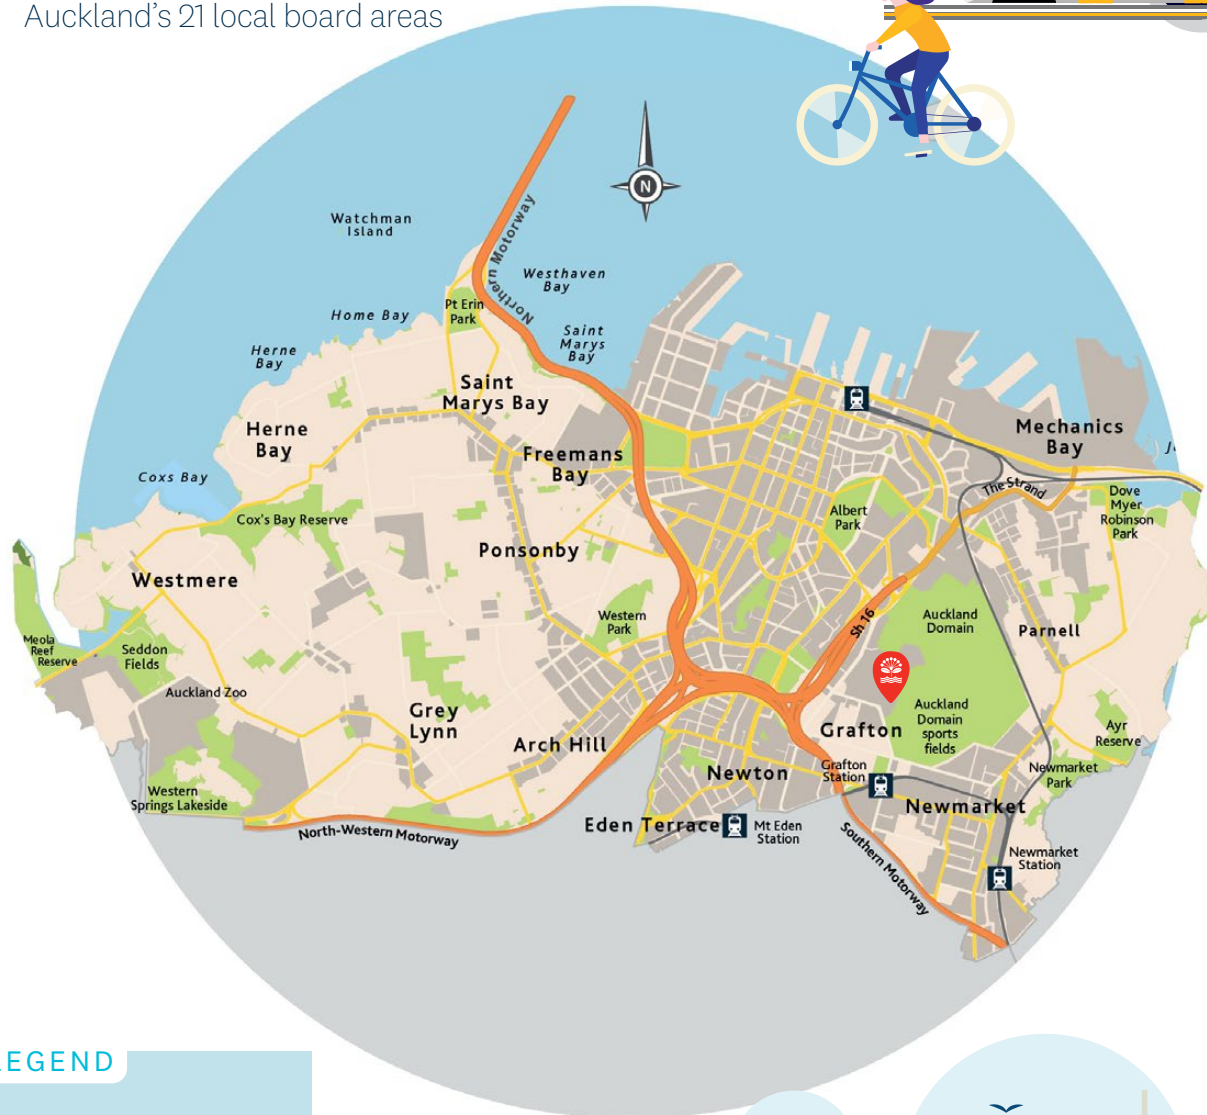 Auckland's 21 local board areas
N
Watchman
Island
Northern Motorway
Westhaven
Bay
Pt Erin
Park
Home Bay
Saint
Marys
Bay
Herne
Bay
Saint
Marys Bay
Herne
Bay
Freemans
Bay
Mechanics
Bay
Coxs Bay
The Strand
Dove
Myer
Robinson
Park
Cox's Bay Reserve
Albert
Park
Ponsonby
Westmere
Western
Park
Sh 16
Auckland
Domain
Parnell
Meola
Reef
Reserve
Seddon
Fields
Auckland Zoo
Grey
Lynn
Arch Hill
Grafton
Auckland
Domain
sports
fields
Ayr
Reserve
Newton
Grafton
Station
Newmarket
Park
Western
Springs Lakeside
Newmarket
North-Western Motorway
Eden Terrace
Mt Eden
Station
Southern Motorway
Newmarket
Station
EGEND